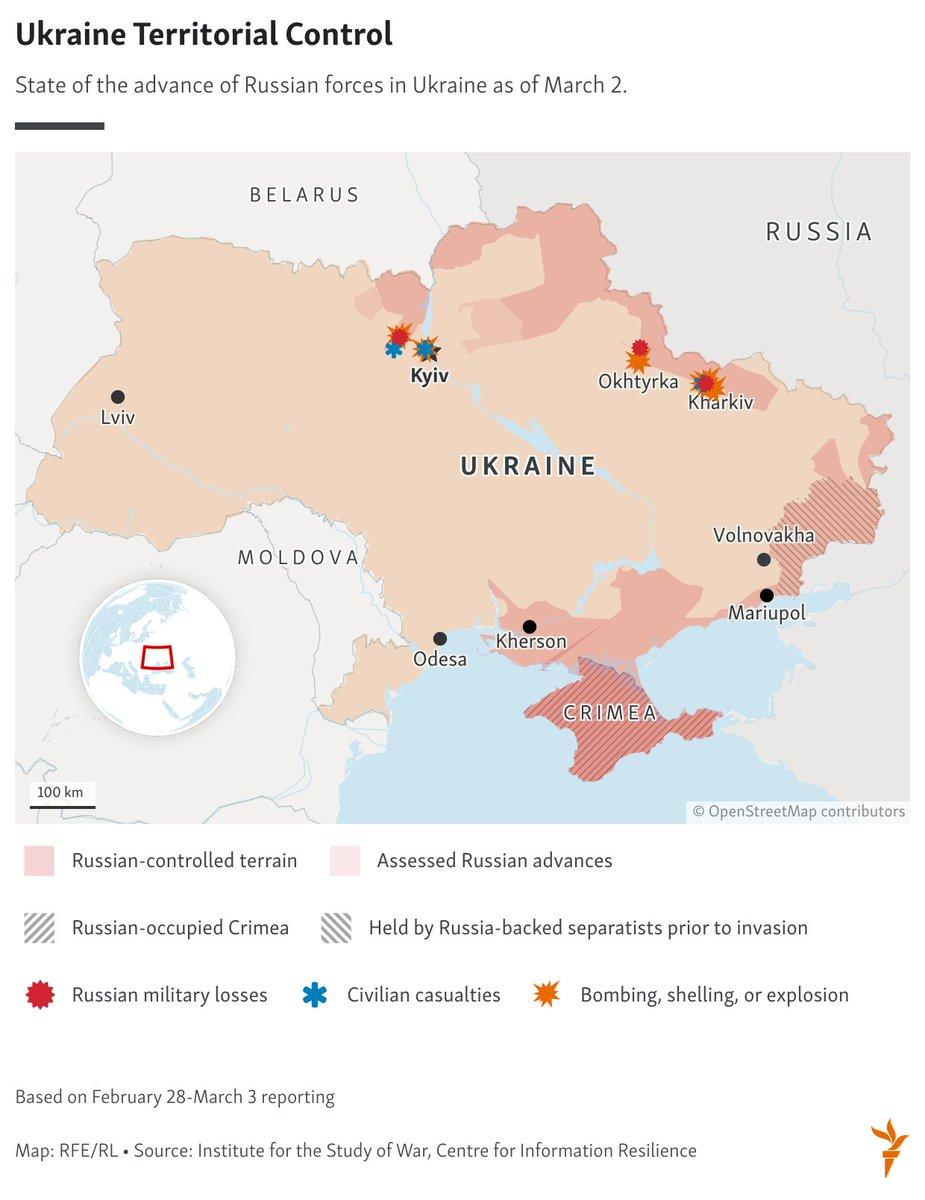 Ukraine Territorial Control
State of the advance of Russian forces in Ukraine as of March 2.
BELARUS
RUSSIA
Kyiv
Okhtyrka
Kharkiv
Lviv
UKRAINE
Volnovakha
MOLDOVA
Mariupol
Kherson
Odesa
CRIMEA
100 km
© OpenStreetMap contributors
Russian-controlled terrain
Assessed Russian advances
Russian-occupied Crimea
Held by Russia-backed separatists prior to invasion
Russian military losses
Civilian casualties
Bombing, shelling, or explosion
Based on February 28-March 3 reporting
Map: RFE/RL • Source: Institute for the Study of War, Centre for Information Resilience